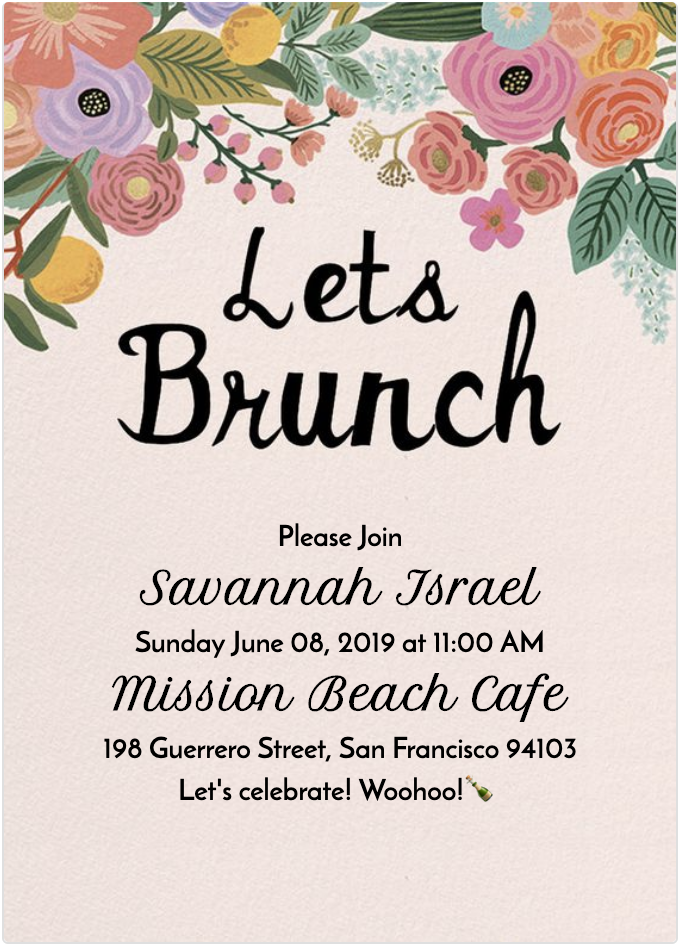 Lets
Brunch
Please Join
Savannah Israel
Sunday June 08, 2019 at 11:00 AM
Mission Beach Cafe
198 Guerrero Street, San Francisco 94103
Let's celebrate! Woohoo!🍾